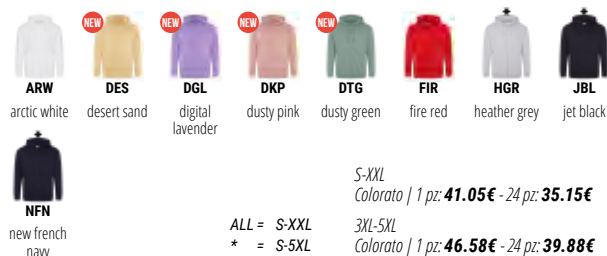 NEW NEW NEW NEW
* *
ARW DES DGL DKP DTG FIR HGR JBL
arctic white desert sand digital lavender dusty pink dusty green fire red heather grey jet black
*
NFN
new french
navy
S-XXL
Colorato | 1 pz: 41.05€ - 24 pz: 35.15€
ALL = S-XXL
* = S-5XL
3XL-5XL
Colorato | 1 pz: 46.58€ - 24 pz: 39.88€